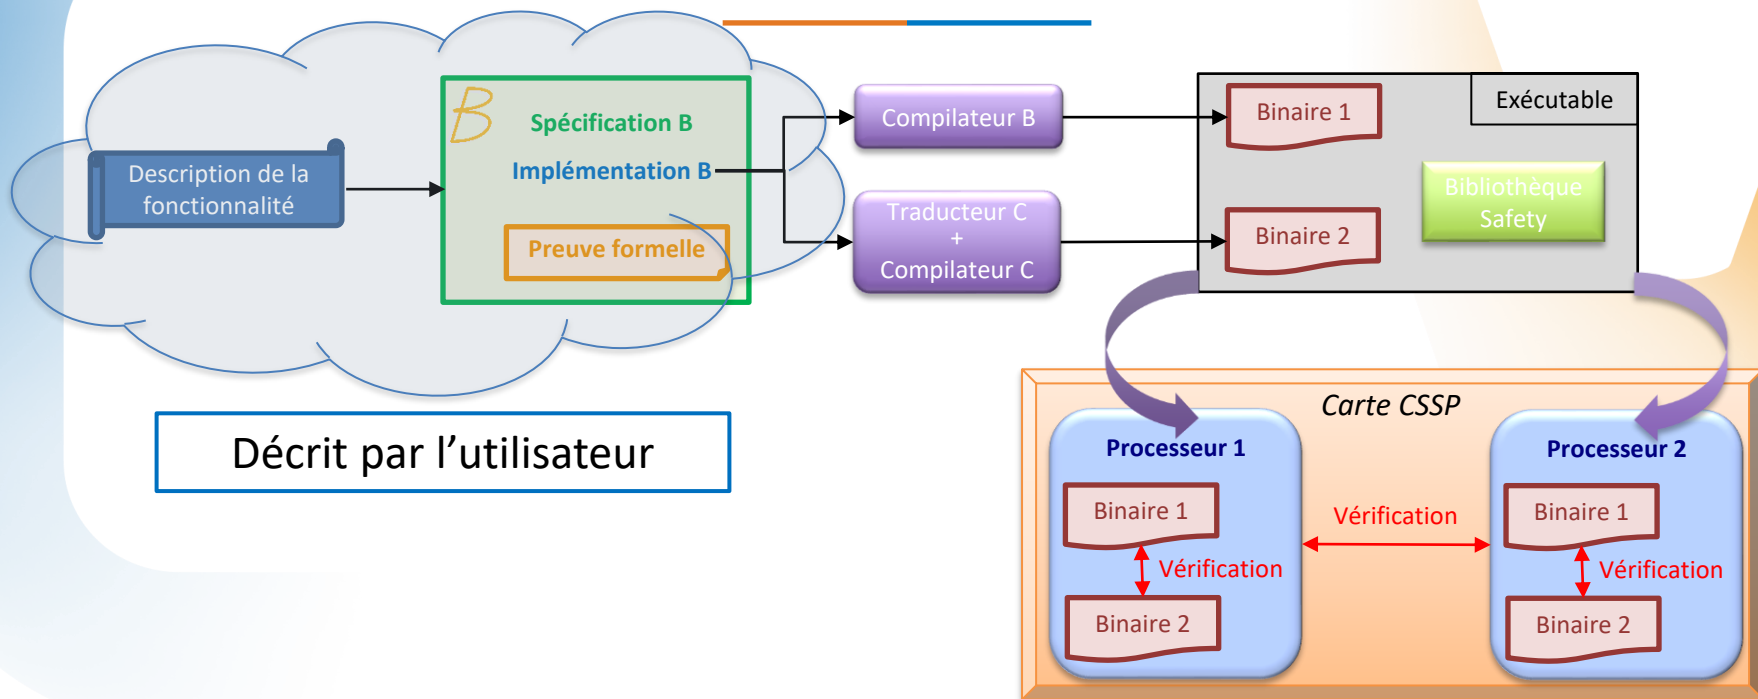 B
Spécification B
Implémentation B
Preuve formelle
Description de la
fonctionnalité
Compilateur B
Traducteur C
+
Compilateur C
Exécutable
Binaire 1
Binaire 2
Bibliothèque
Safety
Décrit par l’utilisateur
Carte CSSP
Processeur 1
Binaire 1
Vérification
Binaire 2
Vérification
Processeur 2
Binaire 1
Vérification
Binaire 2